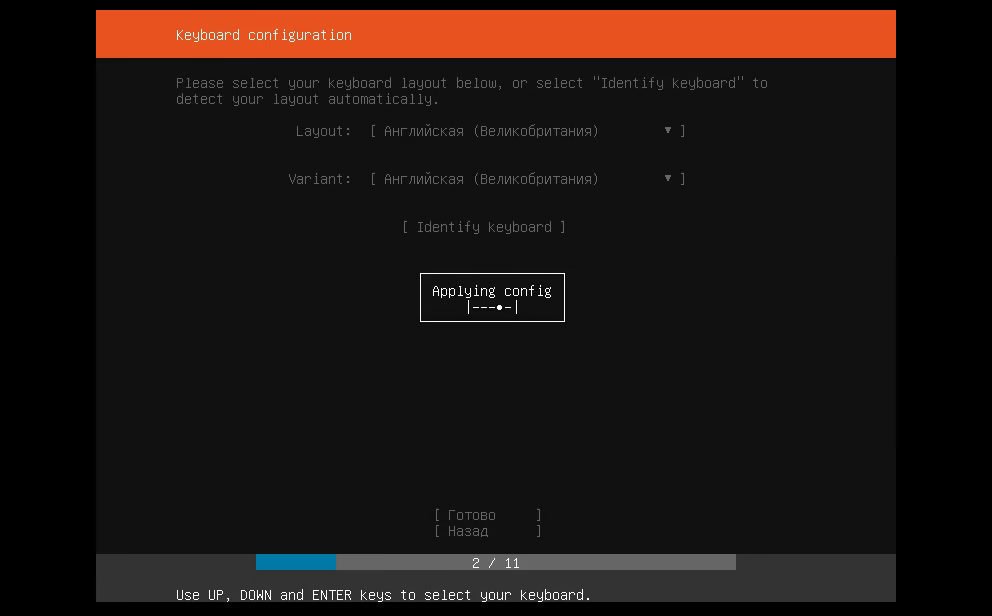 Keyboard configuration
Please select your keyboard layout below, or select "Identify keyboard" to
detect your layout automatically.
Layout: [ Английская (Великобритания) ▼ ]
Variant: [ Английская (Великобритания) ▼ ]
[ Identify keyboard ]
Applying config
|---•-|
[ Готово ]
[ Назад ]
2 / 11
Use UP, DOWN and ENTER keys to select your keyboard.